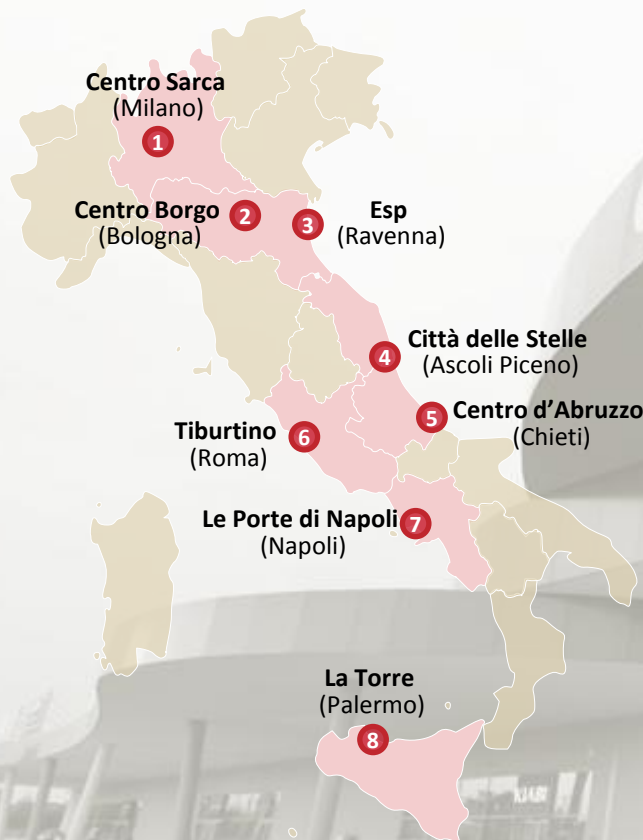 Centro Sarca
(Milano)
1
Centro Borgo
(Bologna)
2
3
Esp
(Ravenna)
4
Città delle Stelle
(Ascoli Piceno)
5
Centro d’Abruzzo
(Chieti)
Tiburtino
(Roma)
6
Le Porte di Napoli
(Napoli)
7
La Torre
(Palermo)
8
KIABI